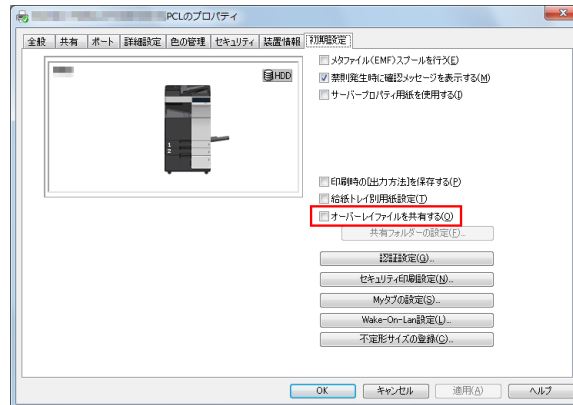 PCLのプロパティ
全般 共有 ポート 詳細設定 色の管理 セキュリティ 装置情報 初期設定
メタファイル(EMF)スプールを行う(E)
HDD
禁則発生時に確認メッセージを表示する(M)
サーバープロパティ用紙を使用する(I)
1
2
印刷時の[出力方法]を保存する(P)
給紙トレイ別用紙設定(T)
オーバーレイファイルを共有する(O)
共有フォルダーの設定(F)...
認証設定(G)...
セキュリティ印刷設定(N)...
Myタブの設定(S)...
Wake-On-Lan設定(L)...
不定形サイズの登録(C)...
OK キャンセル 適用(A) ヘルプ